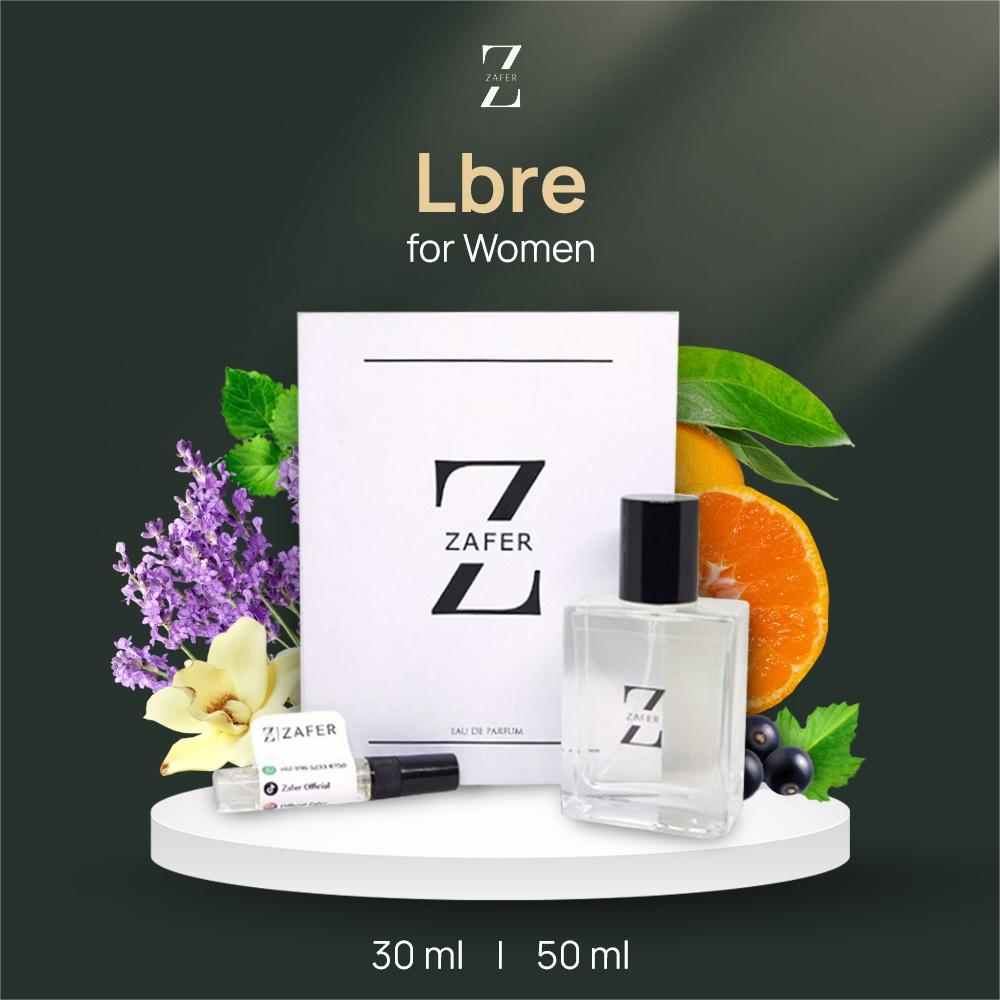 ZAFER
Lbre
for Women
ZAFER
EAU DE PARFUM
ZAFER
Z|ZAFER
Zafer Official
30 ml | 50 ml